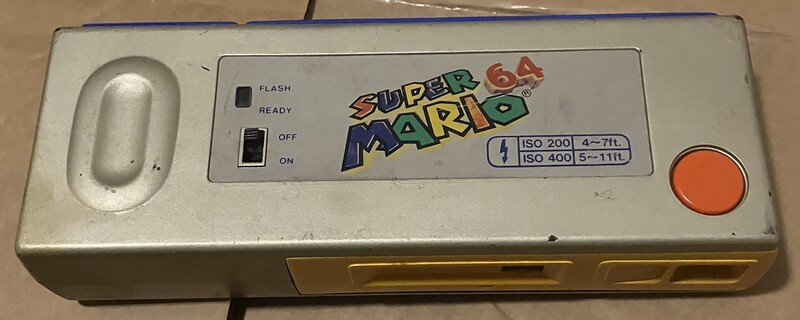 FLASH
READY
OFF
ON
SUPER
MARIO 64
®
ISO 200 4~7ft.
ISO 400 5~11ft.